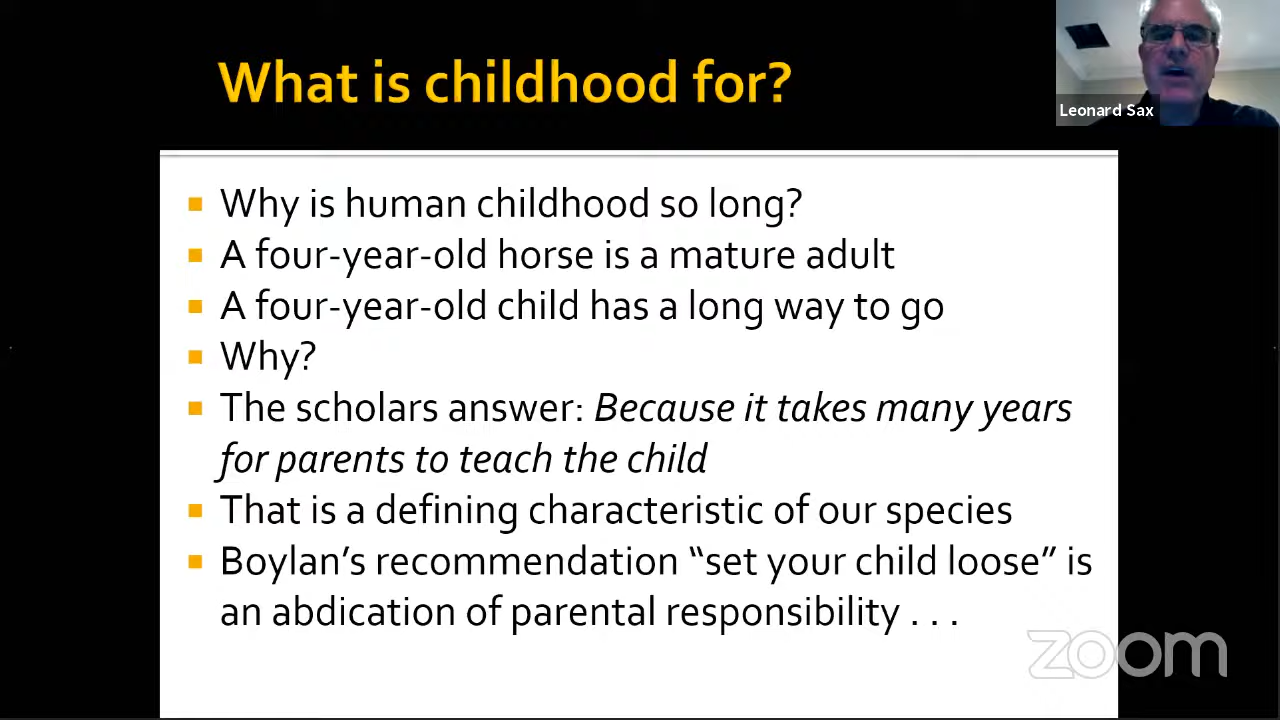 What is childhood for?
Leonard Sax
Why is human childhood so long?
A four-year-old horse is a mature adult
A four-year-old child has a long way to go
Why?
The scholars answer: Because it takes many years
for parents to teach the child
That is a defining characteristic of our species
Boylan’s recommendation “set your child loose” is
an abdication of parental responsibility . . .
zoom